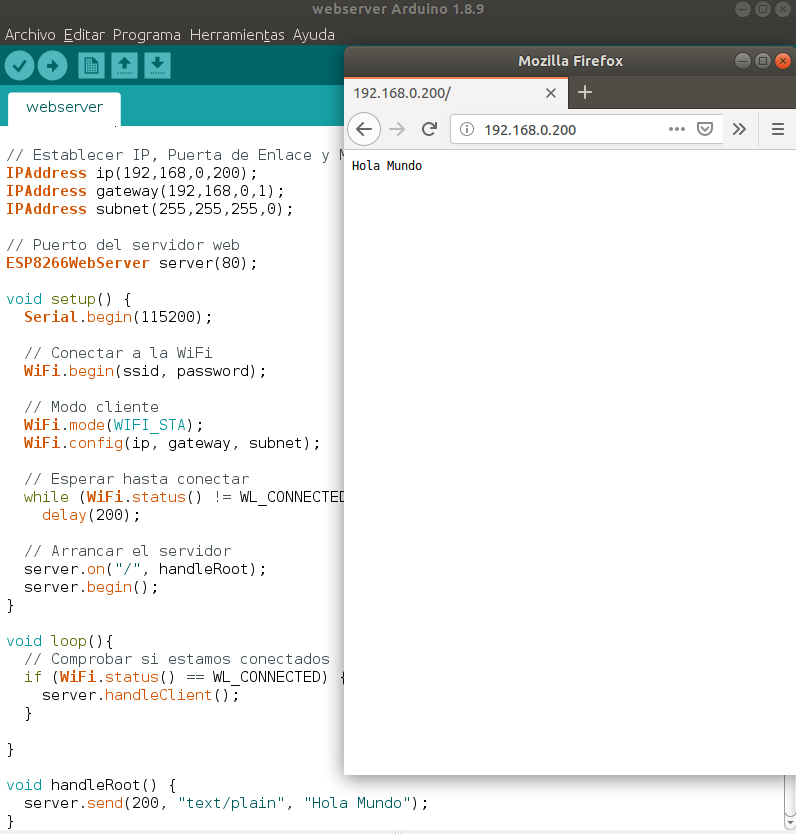 webserver Arduino 1.8.9
Archivo Editar Programa Herramientas Ayuda
webserver
// Establecer IP, Puerta de Enlace y
IPAddress ip(192,168,0,200);
IPAddress gateway(192,168,0,1);
IPAddress subnet(255,255,255,0);
// Puerto del servidor web
ESP8266WebServer server(80);
void setup() {
Serial.begin(115200);
// Conectar a la WiFi
WiFi.begin(ssid, password);
// Modo cliente
WiFi.mode(WIFI_STA);
WiFi.config(ip, gateway, subnet);
// Esperar hasta conectar
while (WiFi.status() != WL_CONNECTED
delay(200);
// Arrancar el servidor
server.on("/", handleRoot);
server.begin();
}
void loop(){
// Comprobar si estamos conectados
if (WiFi.status() == WL_CONNECTED) {
server.handleClient();
}
}
void handleRoot() {
server.send(200, "text/plain", "Hola Mundo");
}
Mozilla Firefox
192.168.0.200/
192.168.0.200
Hola Mundo